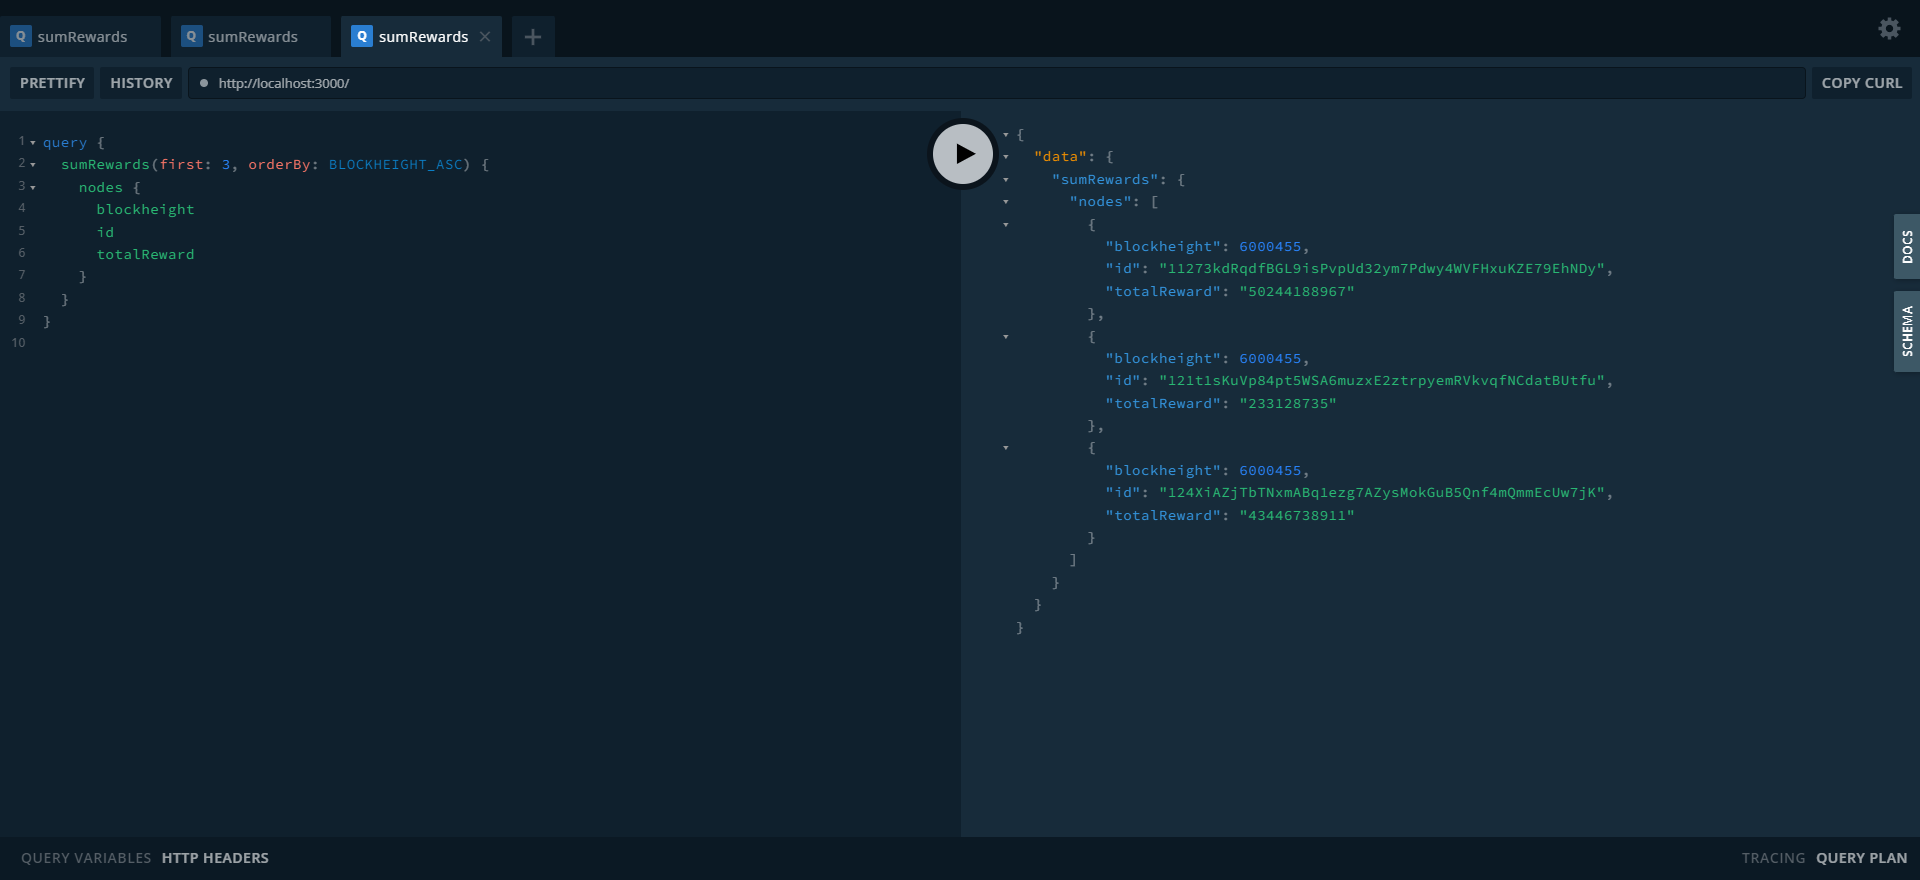 Q sumRewards Q sumRewards Q sumRewards × +
PRETTIFY HISTORY http://localhost:3000/ COPY CURL
1 query {
2 sumRewards(first: 3, orderBy: BLOCKHEIGHT_ASC) {
3 nodes {
4 blockheight
5 id
6 totalReward
7 }
8 }
9 }
10
{
"data": {
"sumRewards": {
"nodes": [
{
"blockheight": 6000455,
"id": "11273kdRqdfBGL9isPvpUd32ym7Pdwy4WVFHxuKZE79EhNDy",
"totalReward": "50244188967"
},
{
"blockheight": 6000455,
"id": "121t1sKuVp84pt5WSA6muzxE2ztrpyemRVkvqfNCdatBUtfu",
"totalReward": "233128735"
},
{
"blockheight": 6000455,
"id": "124XiAZjTbTNxmABq1ezg7AZysMokGuB5Qnf4mQmmEcUw7jK",
"totalReward": "43446738911"
}
]
}
}
}
DOCS
SCHEMA
QUERY VARIABLES HTTP HEADERS
TRACING QUERY PLAN